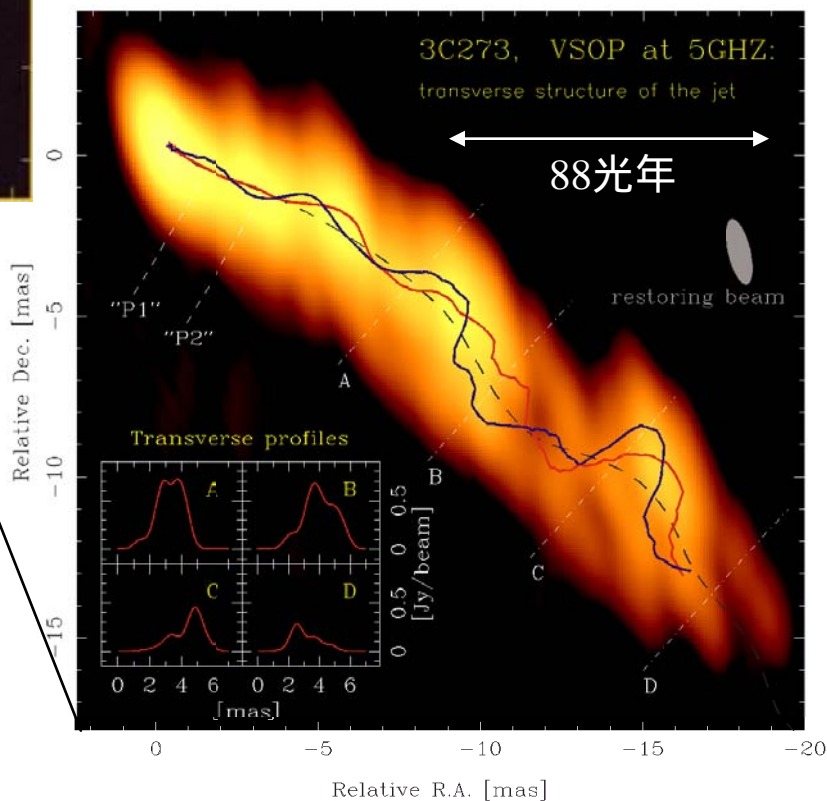 3C273, VSOP at 5GHZ:
transverse structure of the jet
88光年
restoring beam
"P1"
"P2"
A
B
C
D
Transverse profiles
A
B
C
D
0.5
0
0.5
0
[Jy/beam]
0 2 4 6 0 2 4 6
[mas]
0
−5
−10
−15
Relative Dec. [mas]
0 −5 −10 −15 −20
Relative R.A. [mas]